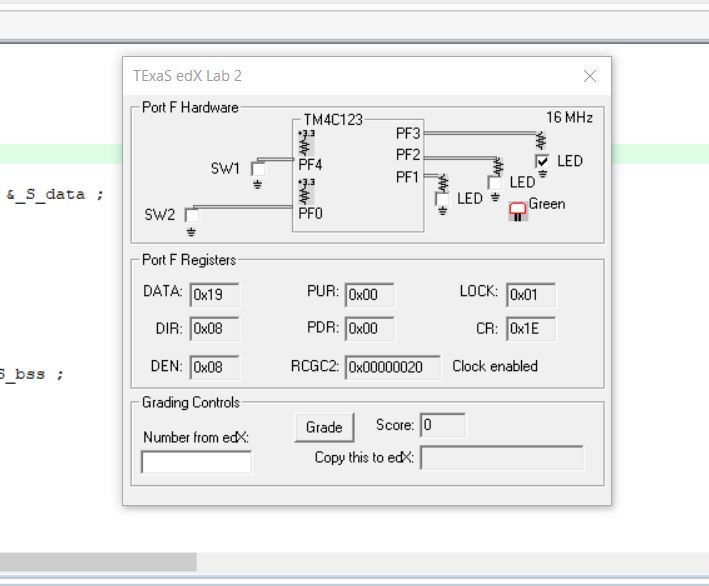 TExaS edX Lab 2
Port F Hardware
TM4C123
16 MHz
+3.3
PF3
PF2
PF1
SW1
PF4
LED
+3.3
LED
LED
Green
SW2
PF0
&_S_data ;
Port F Registers
DATA: 0x19 PUR: 0x00 LOCK: 0x01
DIR: 0x08 PDR: 0x00 CR: 0x1E
DEN: 0x08 RCGC2: 0x00000020 Clock enabled
S_bss ;
Grading Controls
Number from edX: Grade Score: 0
Copy this to edX: